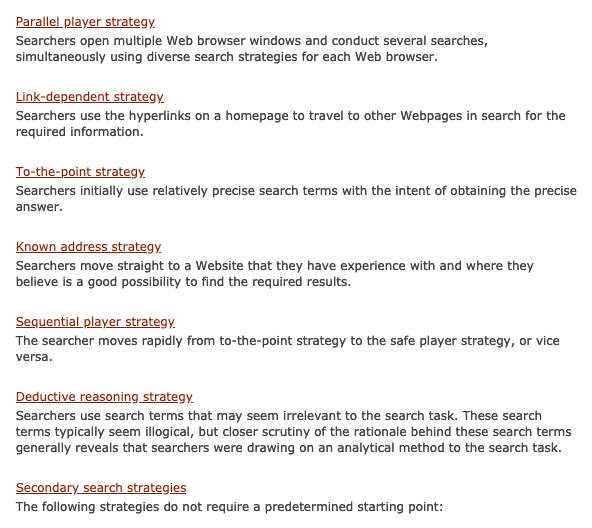 Parallel player strategy
Searchers open multiple Web browser windows and conduct several searches,
simultaneously using diverse search strategies for each Web browser.
Link-dependent strategy
Searchers use the hyperlinks on a homepage to travel to other Webpages in search for the
required information.
To-the-point strategy
Searchers initially use relatively precise search terms with the intent of obtaining the precise
answer.
Known address strategy
Searchers move straight to a Website that they have experience with and where they
believe is a good possibility to find the required results.
Sequential player strategy
The searcher moves rapidly from to-the-point strategy to the safe player strategy, or vice
versa.
Deductive reasoning strategy
Searchers use search terms that may seem irrelevant to the search task. These search
terms typically seem illogical, but closer scrutiny of the rationale behind these search terms
generally reveals that searchers were drawing on an analytical method to the search task.
Secondary search strategies
The following strategies do not require a predetermined starting point: